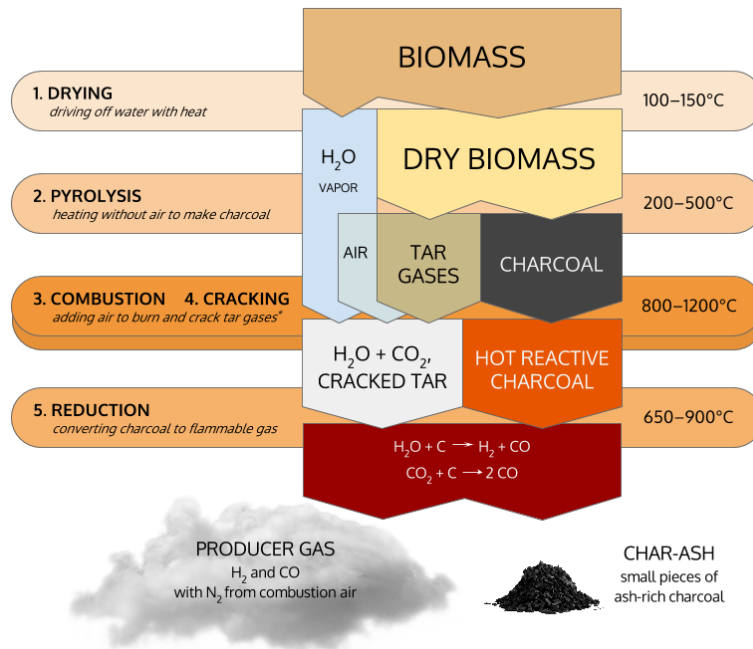 BIOMASS
1. DRYING
driving off water with heat
100–150°C
H₂O
VAPOR
DRY BIOMASS
2. PYROLYSIS
heating without air to make charcoal
200–500°C
AIR
TAR
GASES
CHARCOAL
3. COMBUSTION 4. CRACKING
adding air to burn and crack tar gases*
800–1200°C
H₂O + CO₂,
CRACKED TAR
HOT REACTIVE
CHARCOAL
5. REDUCTION
converting charcoal to flammable gas
650–900°C
H₂O + C → H₂ + CO
CO₂ + C → 2 CO
PRODUCER GAS
H₂ and CO
with N₂ from combustion air
CHAR-ASH
small pieces of
ash-rich charcoal